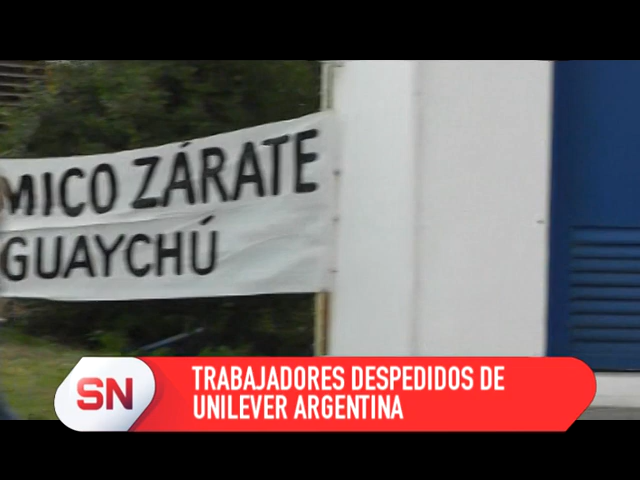 MICO ZÁRATE
GUAYCHÚ
SN
TRABAJADORES DESPEDIDOS DE
UNILEVER ARGENTINA